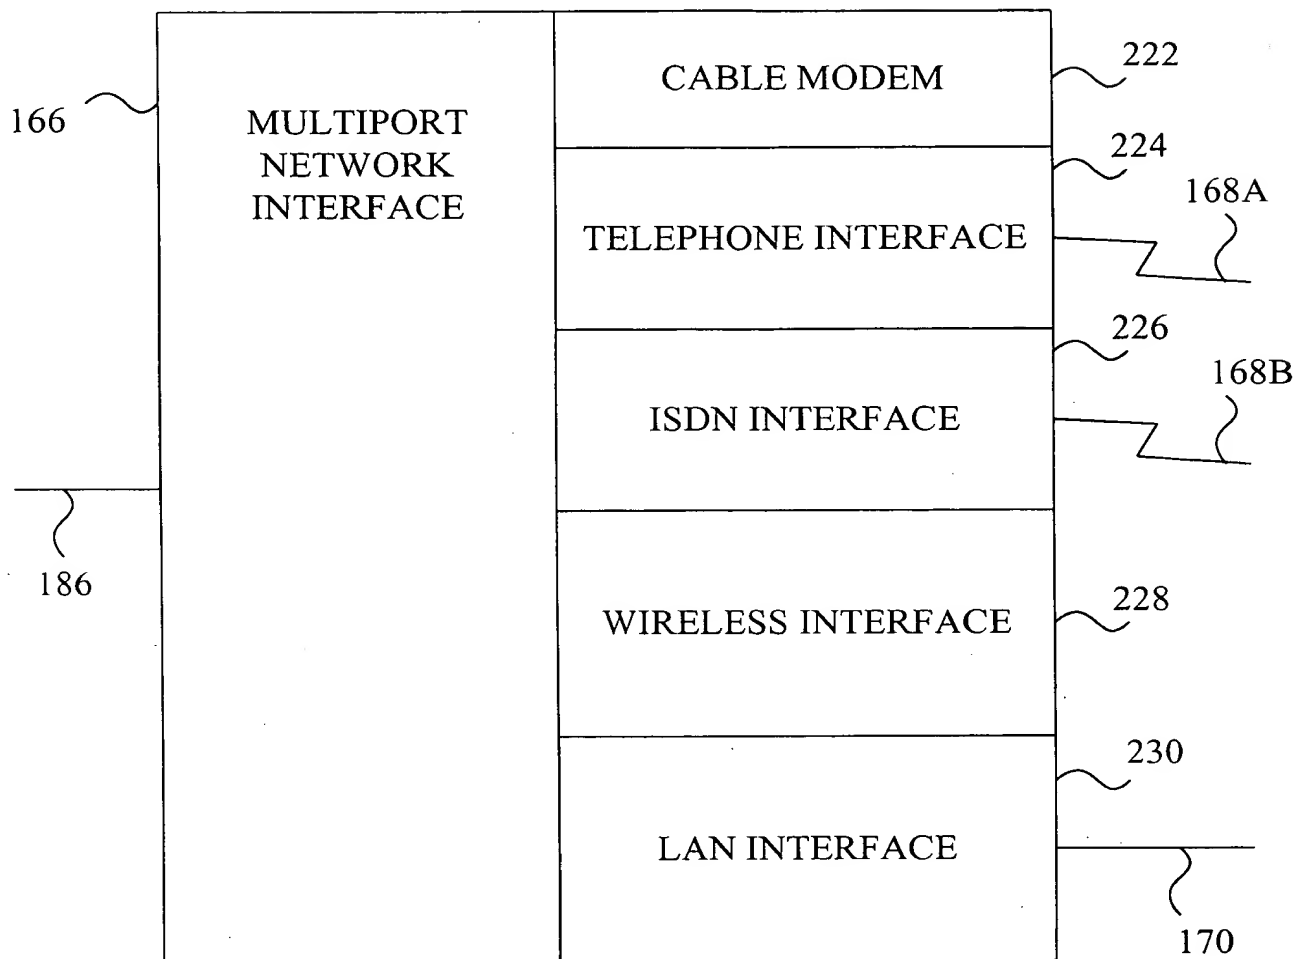 CABLE MODEM
222
166
MULTIPORT
NETWORK
INTERFACE
224
168A
TELEPHONE INTERFACE
226
168B
ISDN INTERFACE
186
228
WIRELESS INTERFACE
230
LAN INTERFACE
170